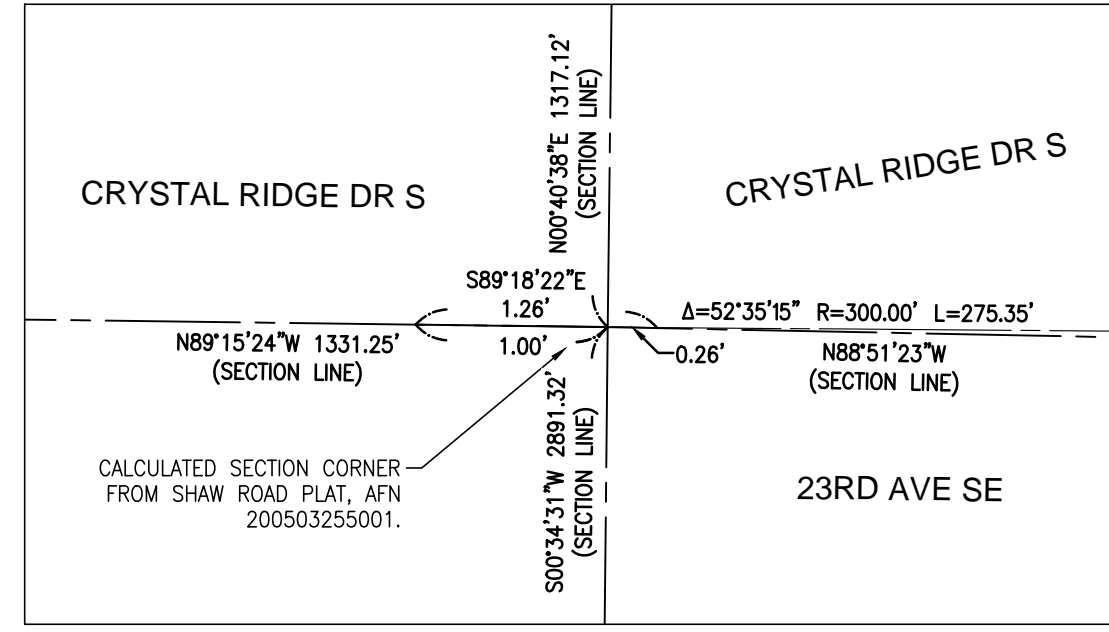 CRYSTAL RIDGE DR S
N00°40'38"E 1317.12'
(SECTION LINE)
CRYSTAL RIDGE DR S
S89°18'22"E
1.26'
Δ=52°35'15" R=300.00' L=275.35'
N89°15'24"W 1331.25'
(SECTION LINE)
1.00'
0.26'
N88°51'23"W
(SECTION LINE)
S00°34'31"W 2891.32'
(SECTION LINE)
CALCULATED SECTION CORNER
FROM SHAW ROAD PLAT, AFN
200503255001.
23RD AVE SE